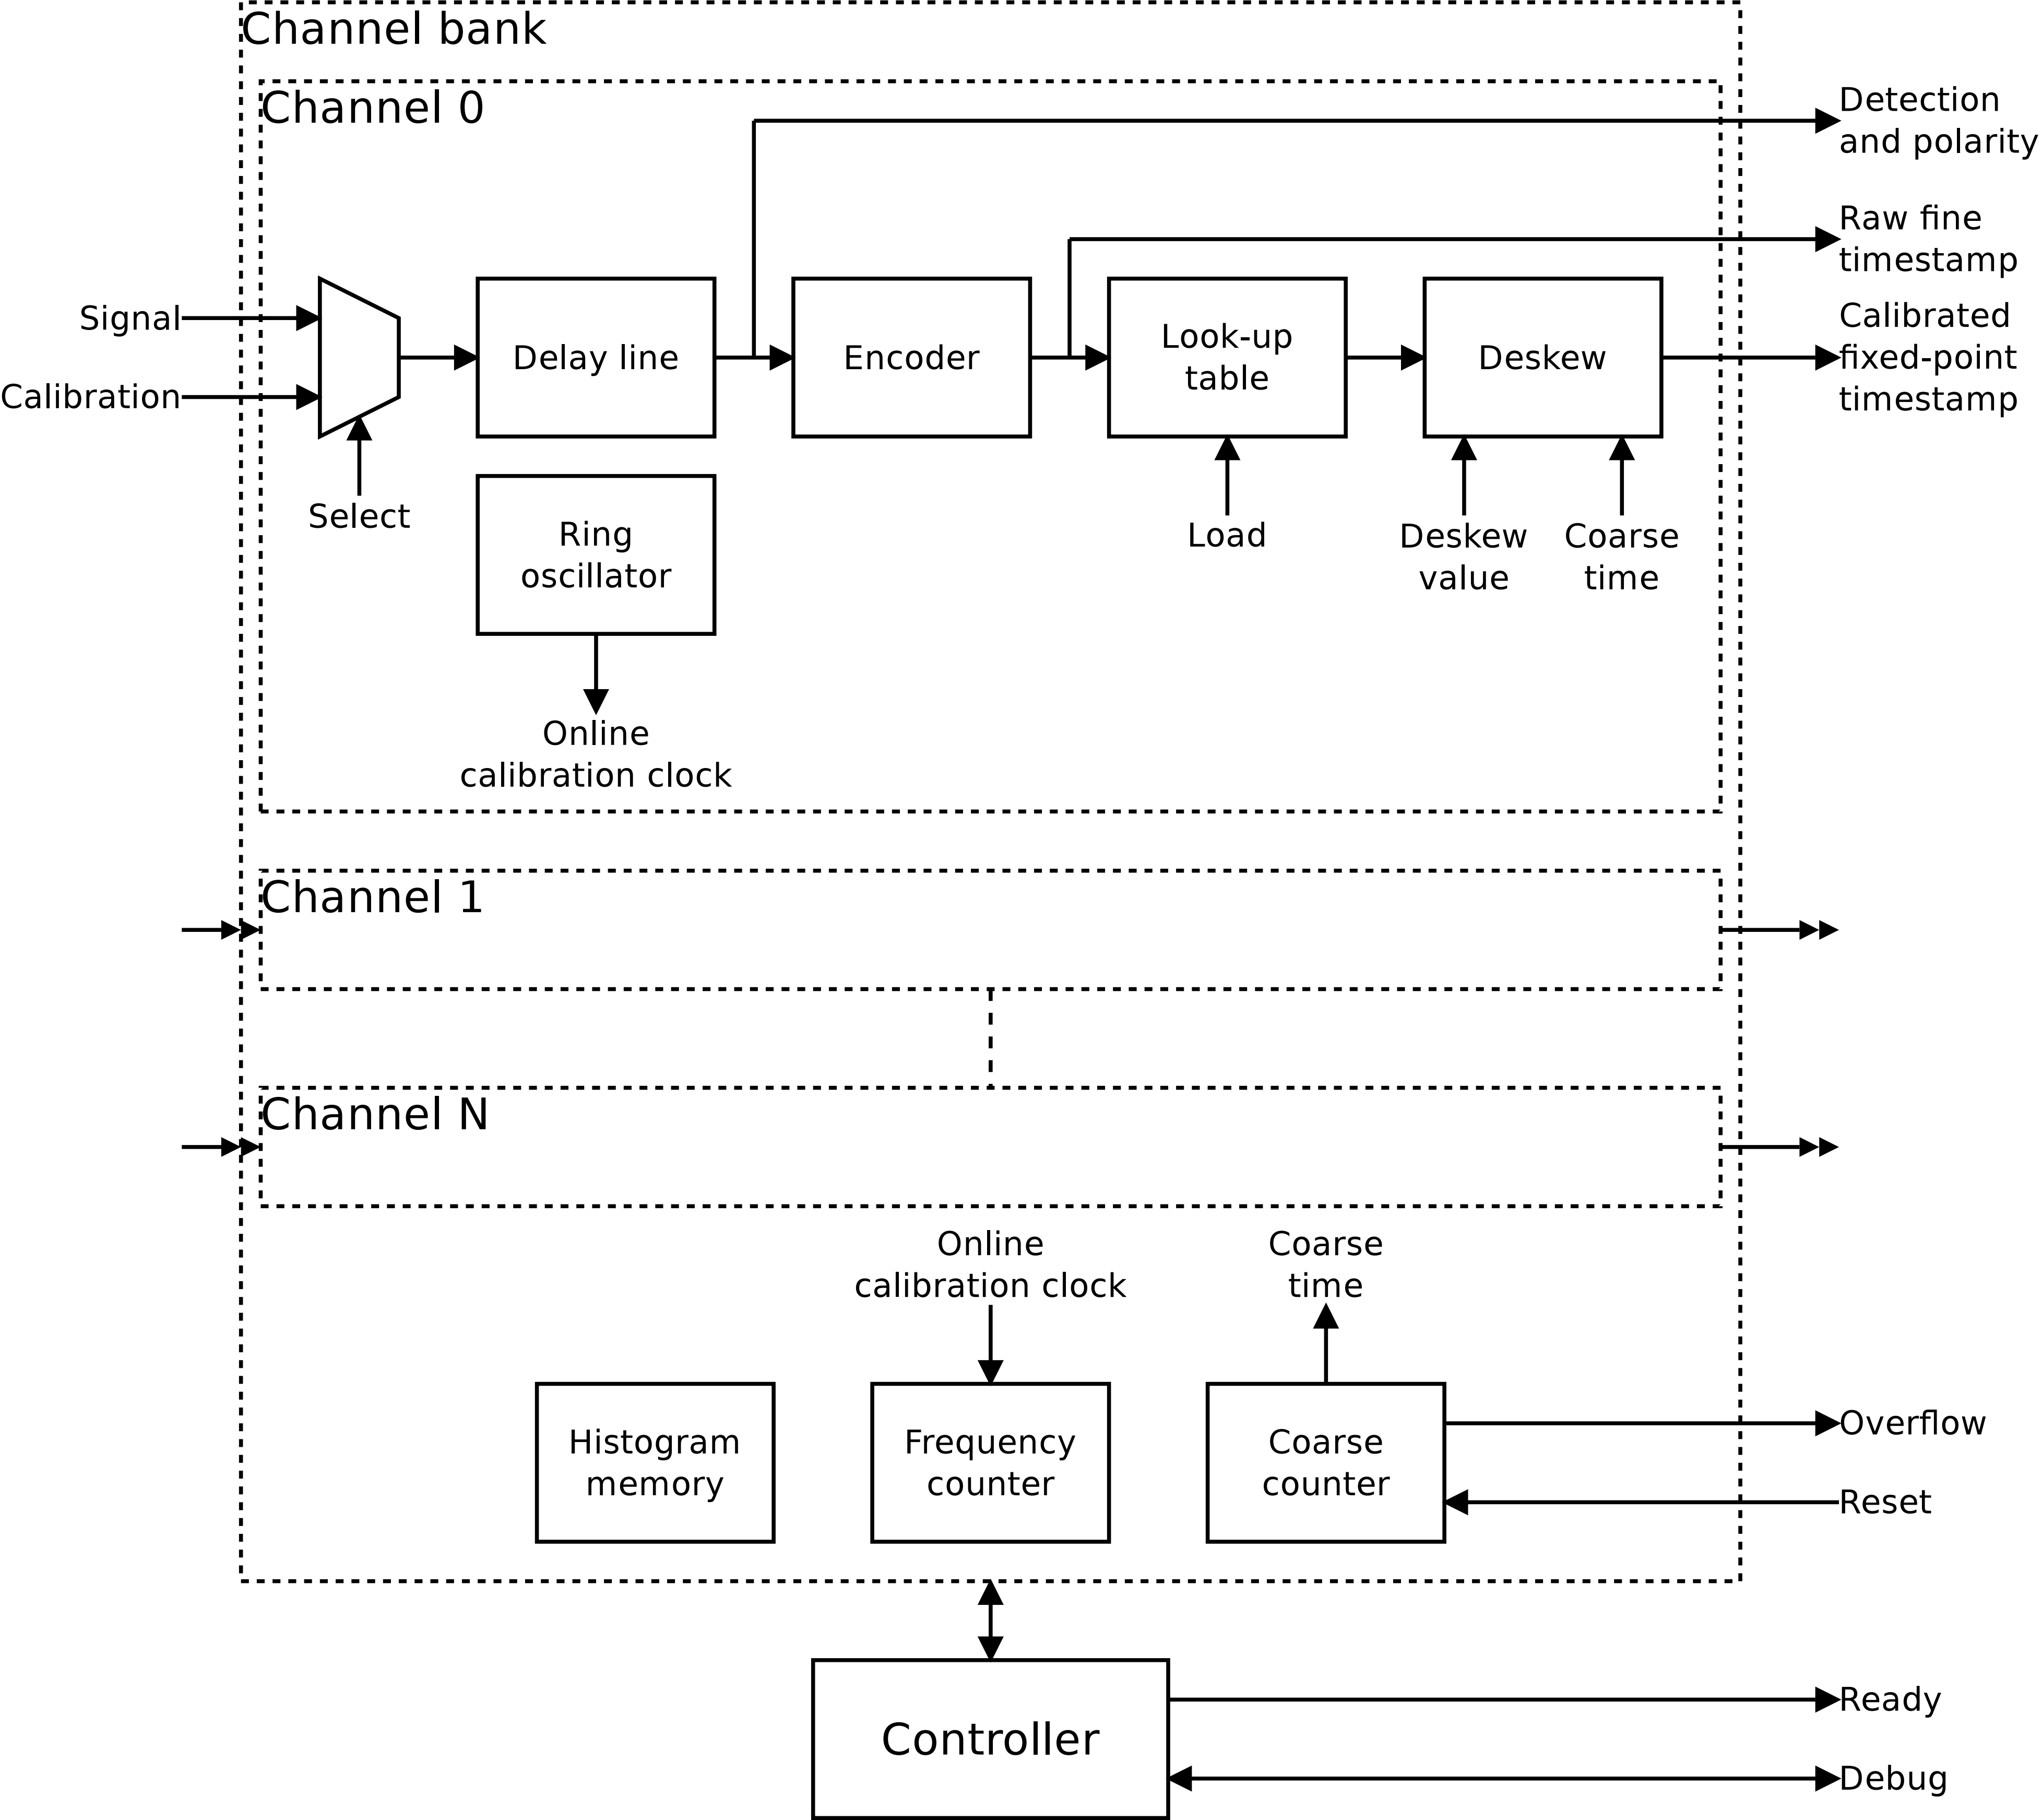 Channel bank
Channel 0
Detection
and polarity
Raw fine
timestamp
Signal
Calibration
Delay line
Encoder
Look-up
table
Deskew
Calibrated
fixed-point
timestamp
Select
Ring
oscillator
Load
Deskew
value
Coarse
time
Online
calibration clock
Channel 1
Channel N
Online
calibration clock
Coarse
time
Histogram
memory
Frequency
counter
Coarse
counter
Overflow
Reset
Controller
Ready
Debug